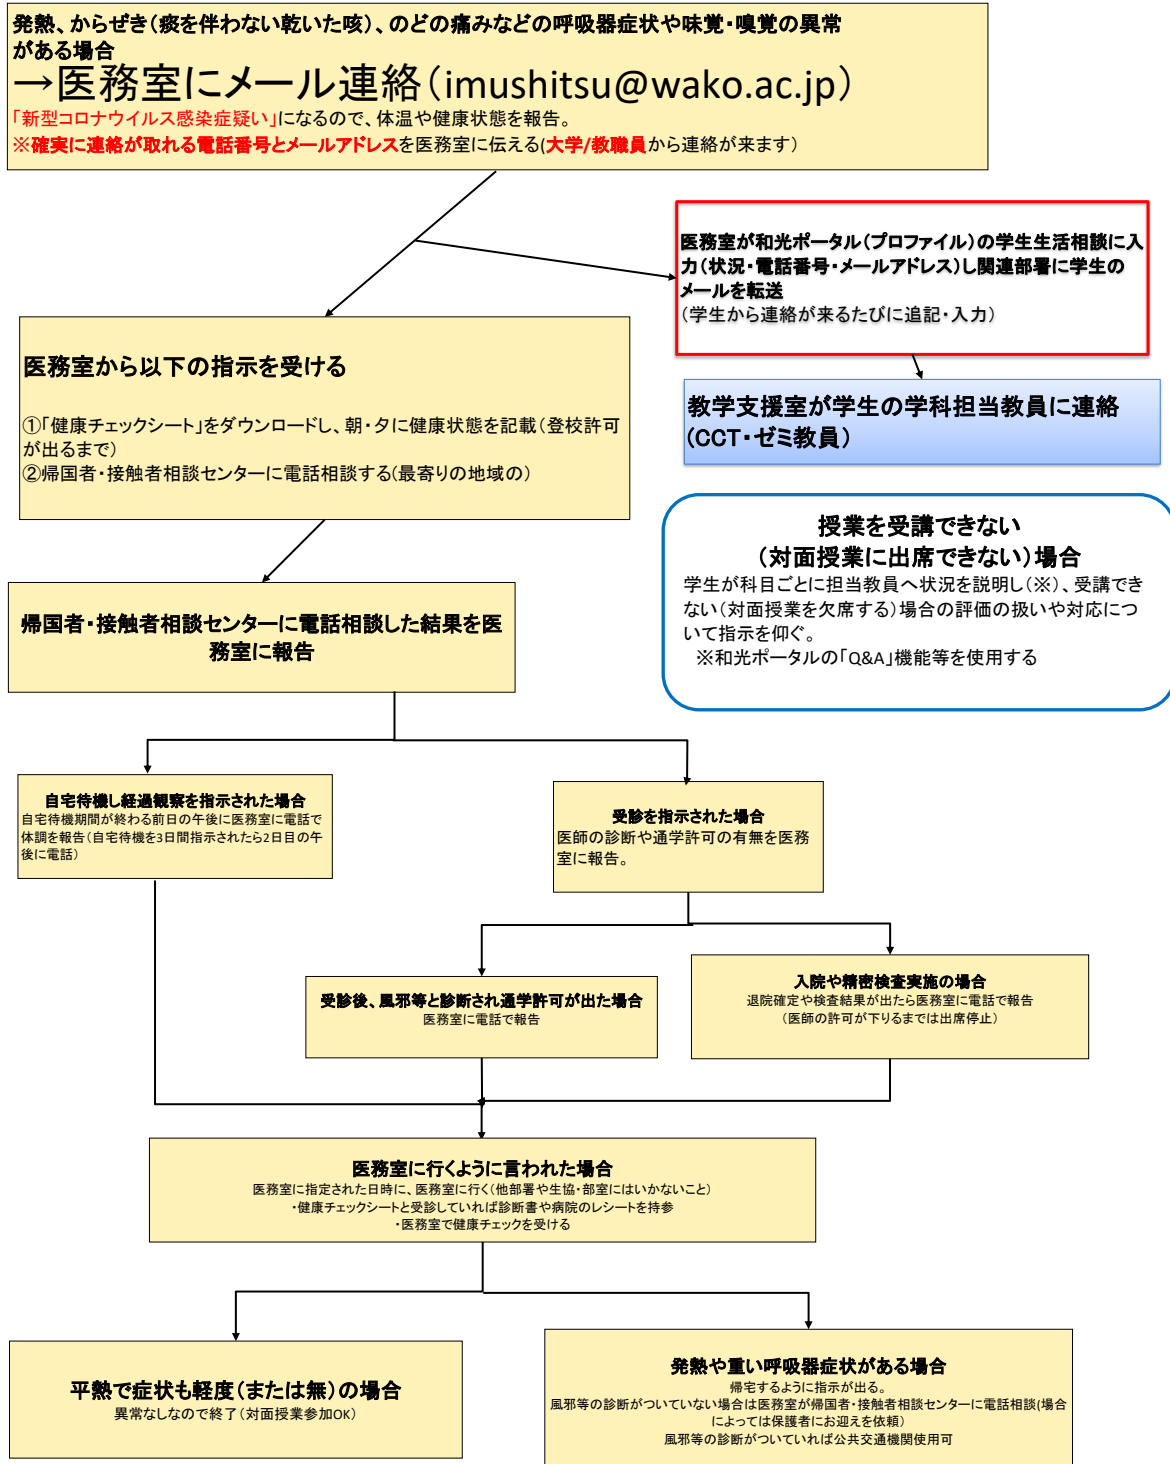 発熱、からぜき(痰を伴わない乾いた咳)、のどの痛みなどの呼吸器症状や味覚・嗅覚の異常
がある場合
→医務室にメール連絡(imushitsu@wako.ac.jp)
「新型コロナウイルス感染症疑い」になるので、体温や健康状態を報告。
※確実に連絡が取れる電話番号とメールアドレスを医務室に伝える(大学/教職員から連絡が来ます)
医務室が和光ポータル(プロファイル)の学生生活相談に入
力(状況・電話番号・メールアドレス)し関連部署に学生の
メールを転送
(学生から連絡が来るたびに追記・入力)
教学支援室が学生の学科担当教員に連絡
(CCT・ゼミ教員)
医務室から以下の指示を受ける
①「健康チェックシート」をダウンロードし、朝・夕に健康状態を記載(登校許可
が出るまで)
②帰国者・接触者相談センターに電話相談する(最寄りの地域の)
授業を受講できない
(対面授業に出席できない)場合
学生が科目ごとに担当教員へ状況を説明し(※)、受講でき
ない(対面授業を欠席する)場合の評価の扱いや対応につ
いて指示を仰ぐ。
※和光ポータルの「Q&A」機能等を使用する
帰国者・接触者相談センターに電話相談した結果を医
務室に報告
自宅待機し経過観察を指示された場合
自宅待機期間が終わる前日の午後に医務室に電話で
体調を報告(自宅待機を3日間指示されたら2日目の午
後に電話)
受診を指示された場合
医師の診断や通学許可の有無を医務
室に報告。
受診後、風邪等と診断され通学許可が出た場合
医務室に電話で報告
入院や精密検査実施の場合
退院確定や検査結果が出たら医務室に電話で報告
(医師の許可が下りるまでは出席停止)
医務室に行くように言われた場合
医務室に指定された日時に、医務室に行く(他部署や生協・部室にはいかないこと)
・健康チェックシートと受診していれば診断書や病院のレシートを持参
・医務室で健康チェックを受ける
平熱で症状も軽度(または無)の場合
異常なしなので終了(対面授業参加OK)
発熱や重い呼吸器症状がある場合
帰宅するように指示が出る。
風邪等の診断がついていない場合は医務室が帰国者・接触者相談センターに電話相談(場合
によっては保護者にお迎えを依頼)
風邪等の診断がついていれば公共交通機関使用可